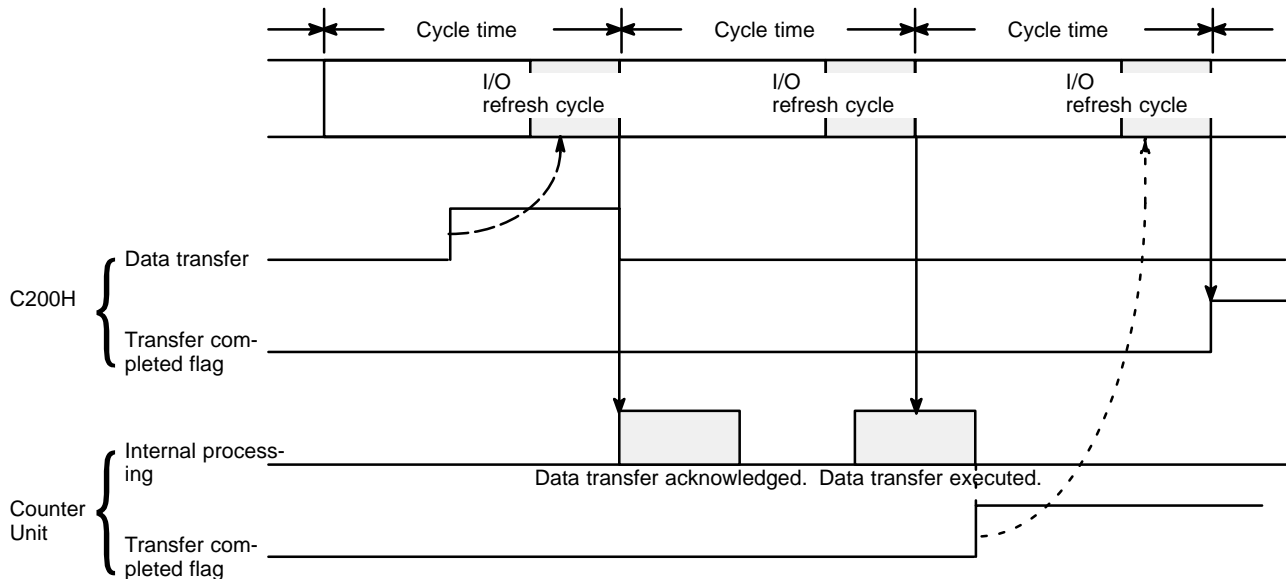 Cycle time
Cycle time
Cycle time
I/O
refresh cycle
I/O
refresh cycle
I/O
refresh cycle
C200H
Data transfer
Transfer com-
pleted flag
Counter
Unit
Internal process-
ing
Data transfer acknowledged.
Data transfer executed.
Transfer com-
pleted flag